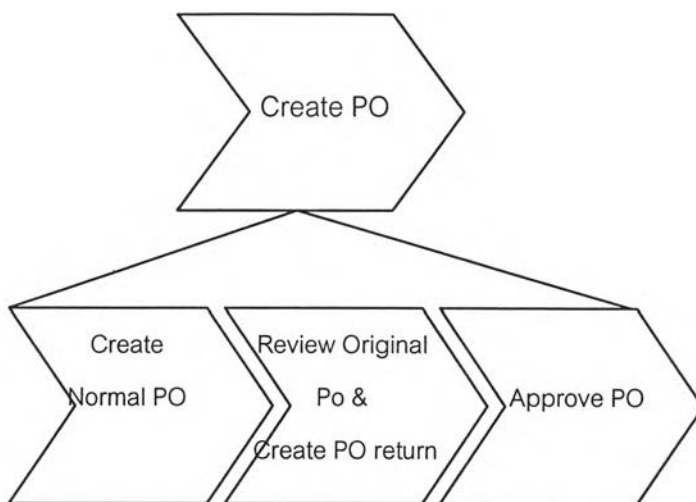 Create PO
Create
Normal PO
Review Original
Po &
Create PO return
Approve PO